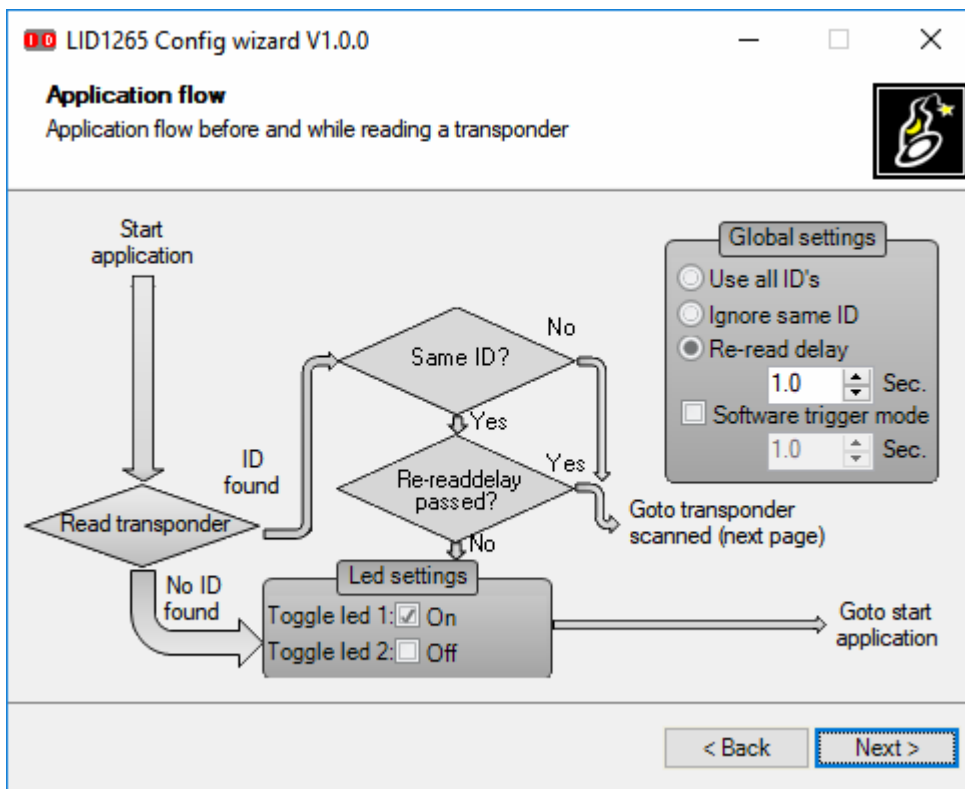 ID LID1265 Config wizard V1.0.0
Application flow
Application flow before and while reading a transponder
Start
application
Global settings
Use all ID's
Ignore same ID
Re-read delay
1.0 Sec.
Software trigger mode
1.0 Sec.
No
Same ID?
Yes
ID
found
Re-readdelay
passed?
Yes
Read transponder
Goto transponder
scanned (next page)
No
No ID
found
Led settings
Toggle led 1: On
Toggle led 2: Off
Goto start
application
< Back
Next >